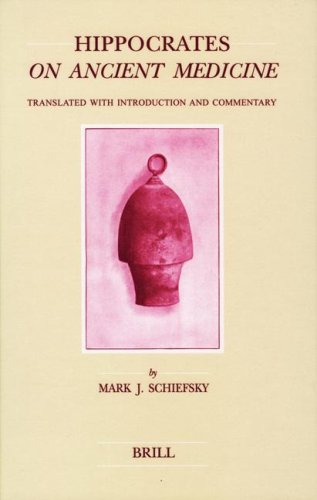 HIPPOCRATES
ON ANCIENT MEDICINE
TRANSLATED WITH INTRODUCTION AND COMMENTARY
by
MARK J. SCHIEFSKY
BRILL